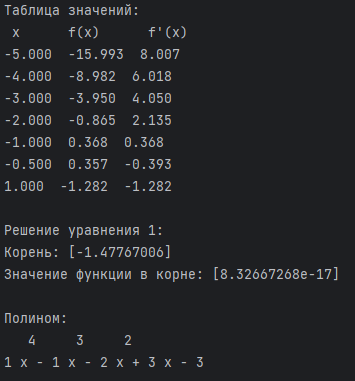 Таблица значений:
x f(x) f'(x)
-5.000 -15.993 8.007
-4.000 -8.982 6.018
-3.000 -3.950 4.050
-2.000 -0.865 2.135
-1.000 0.368 0.368
-0.500 0.357 -0.393
1.000 -1.282 -1.282
Решение уравнения 1:
Корень: [-1.47767006]
Значение функции в корне: [8.32667268e-17]
Полином:
4 3 2
1 x - 1 x - 2 x + 3 x - 3